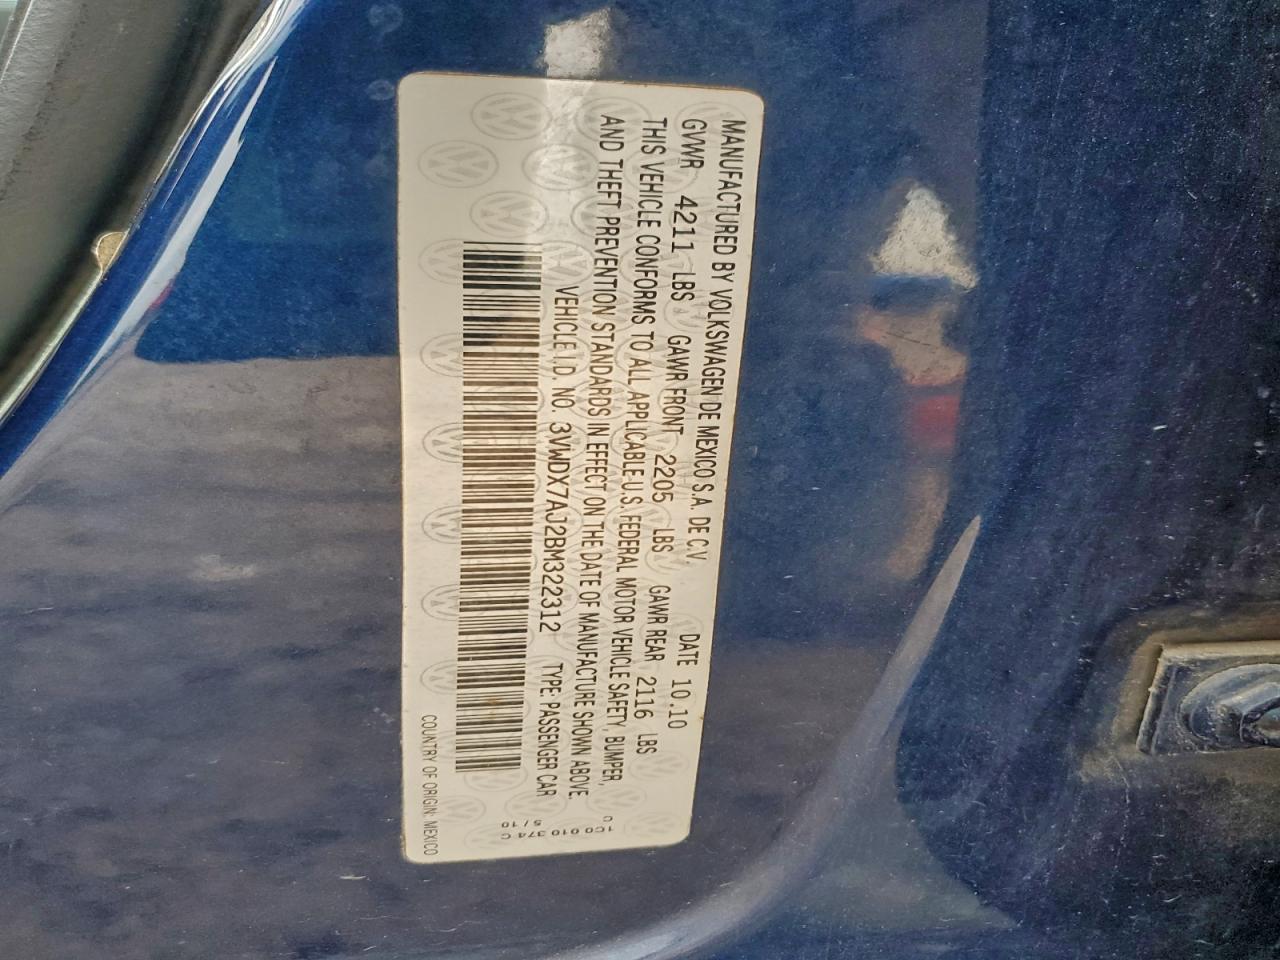 MANUFACTURED BY VOLKSWAGEN DE MEXICO S.A. DE C.V. DATE 10.10
GVWR 4211 LBS GAWR FRONT 2205 LBS GAWR REAR 2116 LBS
THIS VEHICLE CONFORMS TO ALL APPLICABLE U.S. FEDERAL MOTOR VEHICLE SAFETY, BUMPER,
AND THEFT PREVENTION STANDARDS IN EFFECT ON THE DATE OF MANUFACTURE SHOWN ABOVE.
VEHICLE I.D. NO. 3VWDX7AJ2BM322312 TYPE: PASSENGER CAR
1C0 010 374 C
C
5/10
COUNTRY OF ORIGIN: MEXICO